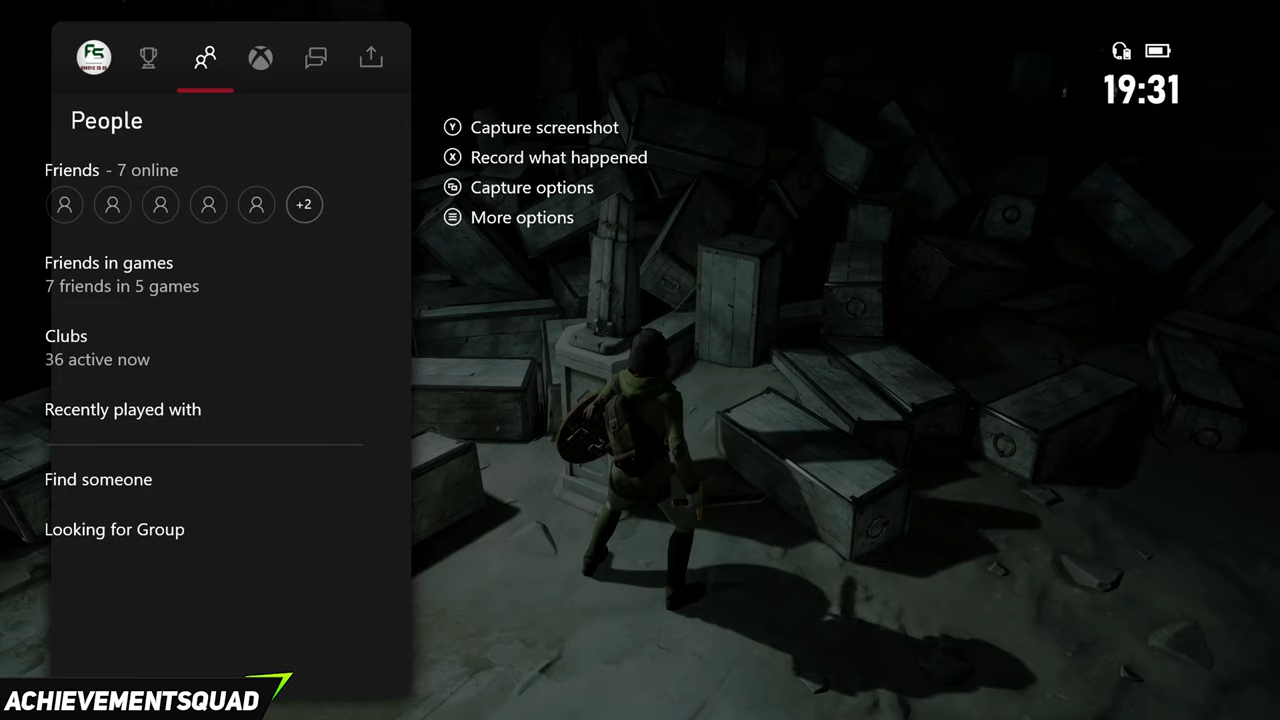 FS
19:31
People
Capture screenshot
Record what happened
Capture options
More options
Friends - 7 online
+2
Friends in games
7 friends in 5 games
Clubs
36 active now
Recently played with
Find someone
Looking for Group
ACHIEVEMENTSQUAD
Y
X